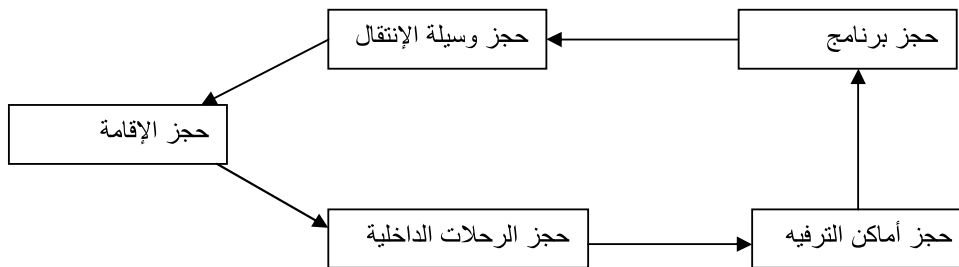 حجز برنامج
حجز وسيلة الإنتقال
حجز الإقامة
حجز الرحلات الداخلية
حجز أماكن الترفيه